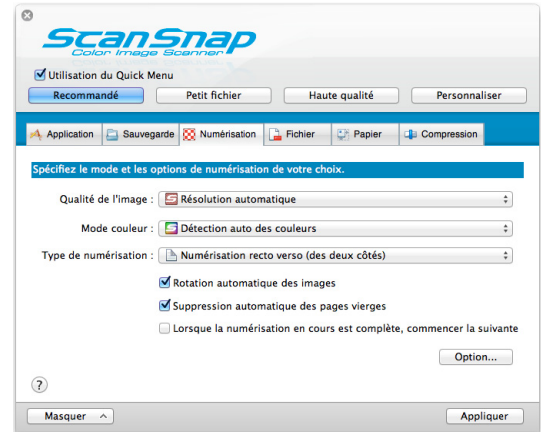 ScanSnap
Color Image Scanner
Utilisation du Quick Menu
Recommandé Petit fichier Haute qualité Personnaliser
Application Sauvegarde Numérisation Fichier Papier Compression
Spécifiez le mode et les options de numérisation de votre choix.
Qualité de l'image : Résolution automatique
Mode couleur : Détection auto des couleurs
Type de numérisation : Numérisation recto verso (des deux côtés)
Rotation automatique des images
Suppression automatique des pages vierges
Lorsque la numérisation en cours est complète, commencer la suivante
Option...
?
Masquer Appliquer